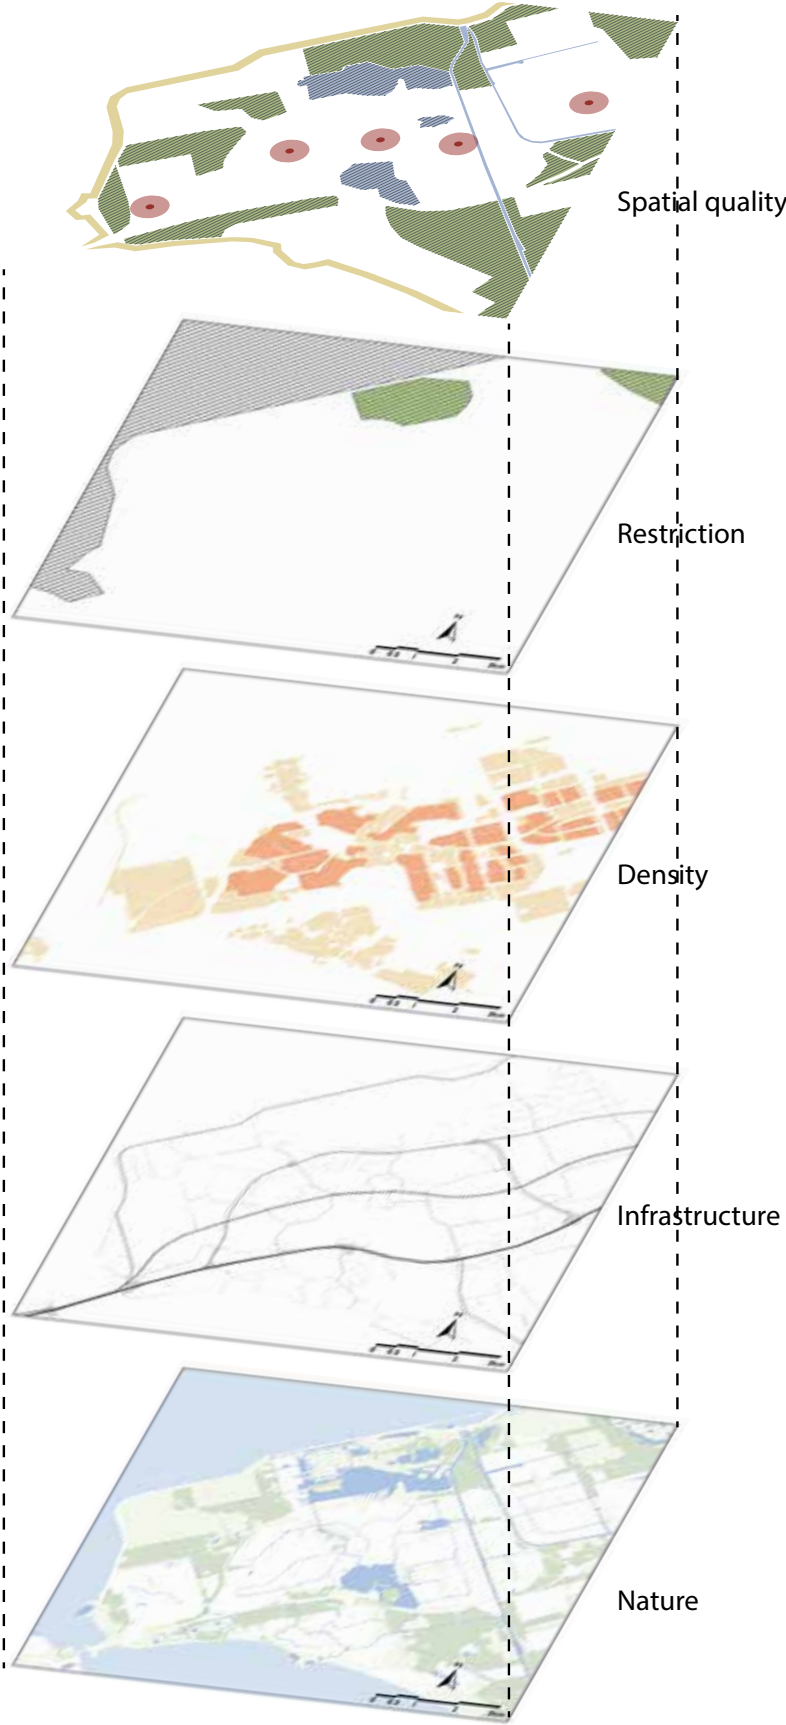 Spatial quality
Restriction
Density
Infrastructure
Nature